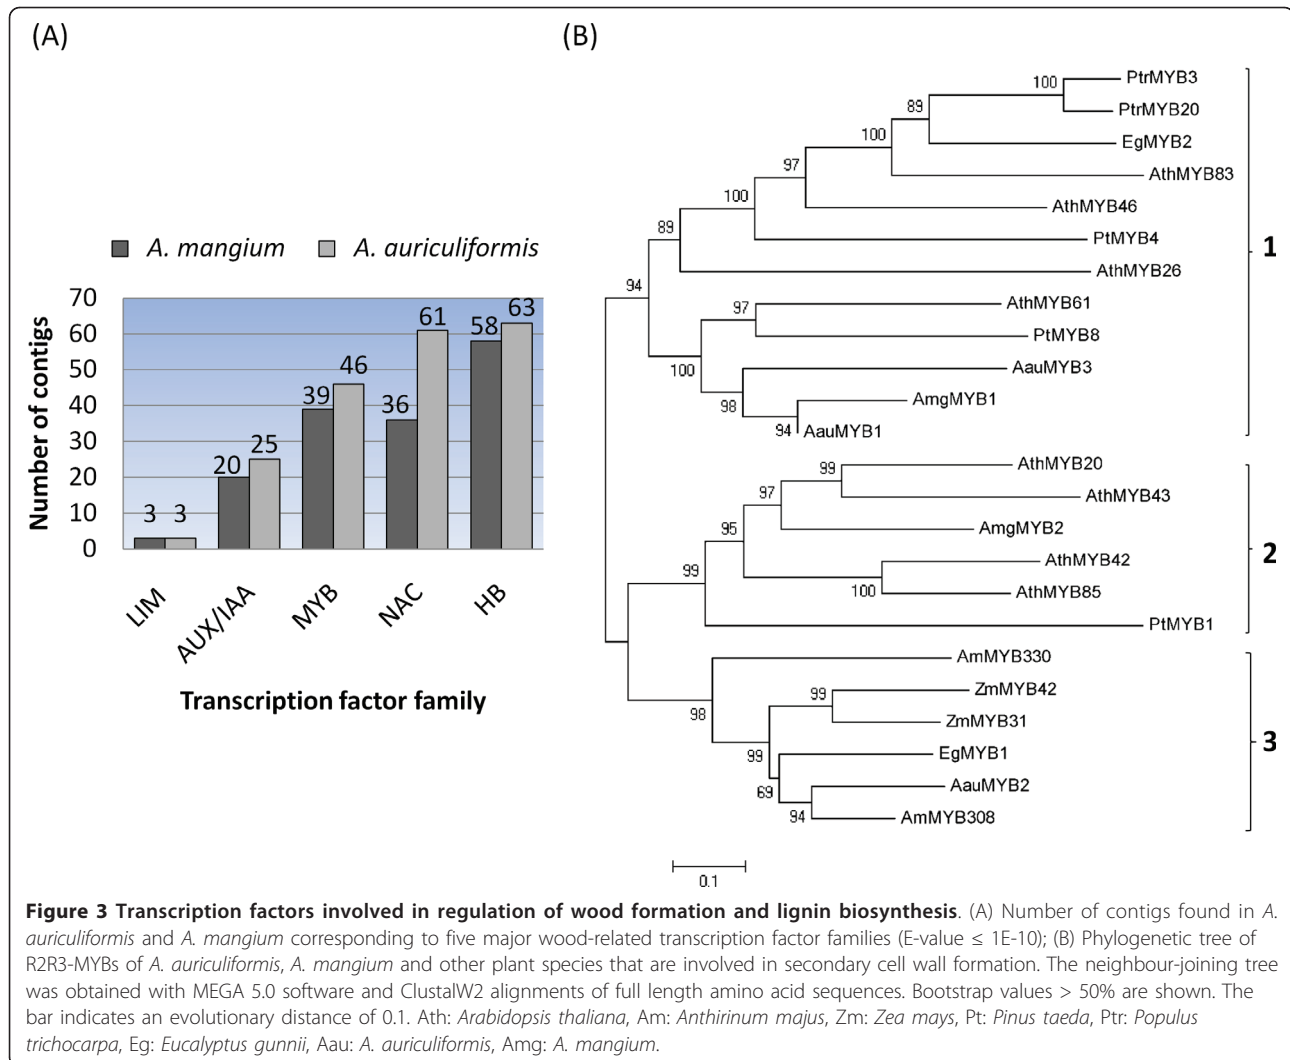 (A)
A. mangium A. auriculiformis
Number of contigs
70
60
50
40
30
20
10
0
3 3
20 25
39 46
36 61
58 63
LIM
AUX/IAA
MYB
NAC
HB
Transcription factor family
(B)
100 PtrMYB3
PtrMYB20
89
EgMYB2
100
AthMYB83
97
AthMYB46
100
PtMYB4
89
AthMYB26
94
97 AthMYB61
PtMYB8
100
AauMYB3
98
AmgMYB1
94 AauMYB1
1
99 AthMYB20
AthMYB43
97
AmgMYB2
95
AthMYB42
100 AthMYB85
99
PtMYB1
2
AmMYB330
98
99 ZmMYB42
ZmMYB31
99
EgMYB1
69
AauMYB2
94 AmMYB308
3
0.1
Figure 3 Transcription factors involved in regulation of wood formation and lignin biosynthesis. (A) Number of contigs found in A.
auriculiformis and A. mangium corresponding to five major wood-related transcription factor families (E-value ≤ 1E-10); (B) Phylogenetic tree of
R2R3-MYBs of A. auriculiformis, A. mangium and other plant species that are involved in secondary cell wall formation. The neighbour-joining tree
was obtained with MEGA 5.0 software and ClustalW2 alignments of full length amino acid sequences. Bootstrap values > 50% are shown. The
bar indicates an evolutionary distance of 0.1. Ath: Arabidopsis thaliana, Am: Anthirinum majus, Zm: Zea mays, Pt: Pinus taeda, Ptr: Populus
trichocarpa, Eg: Eucalyptus gunnii, Aau: A. auriculiformis, Amg: A. mangium.